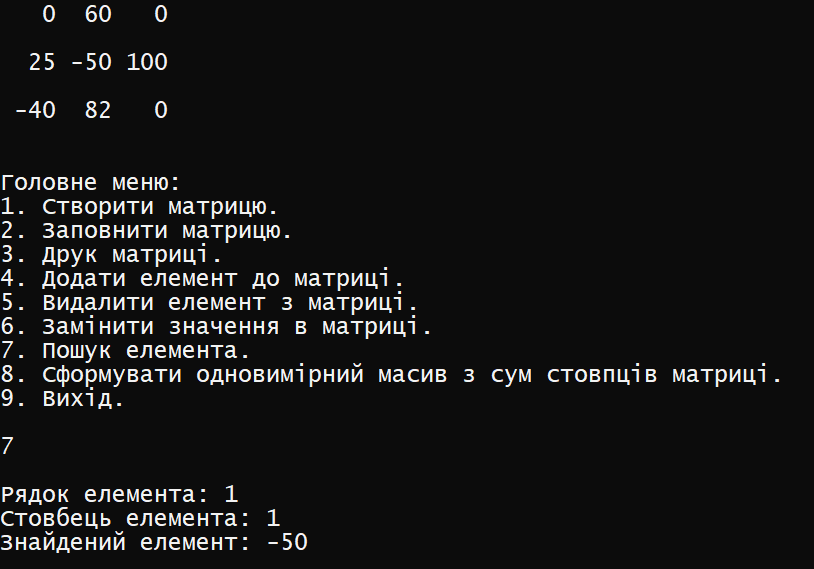 0 60 0
25 -50 100
-40 82 0
Головне меню:
1. Створити матрицю.
2. Заповнити матрицю.
3. Друк матриці.
4. Додати елемент до матриці.
5. Видалити елемент з матриці.
6. Замінити значення в матриці.
7. Пошук елемента.
8. Сформувати одновимірний масив з сум стовпців матриці.
9. Вихід.
7
Рядок елемента: 1
Стовбець елемента: 1
Знайдений елемент: -50